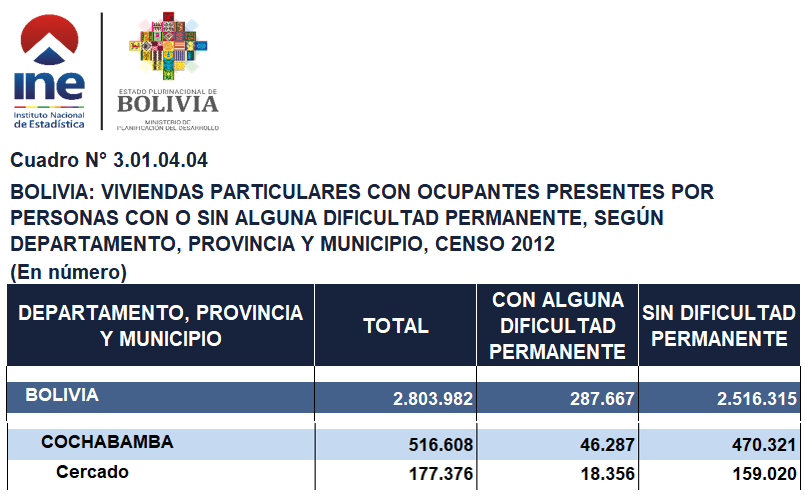 ine
Instituto Nacional
de Estadística
ESTADO PLURINACIONAL DE
BOLIVIA
MINISTERIO DE
PLANIFICACIÓN DEL DESARROLLO
Cuadro N° 3.01.04.04
BOLIVIA: VIVIENDAS PARTICULARES CON OCUPANTES PRESENTES POR
PERSONAS CON O SIN ALGUNA DIFICULTAD PERMANENTE, SEGÚN
DEPARTAMENTO, PROVINCIA Y MUNICIPIO, CENSO 2012
(En número)
DEPARTAMENTO, PROVINCIA
Y MUNICIPIO
TOTAL
CON ALGUNA
DIFICULTAD
PERMANENTE
SIN DIFICULTAD
PERMANENTE
BOLIVIA 2.803.982 287.667 2.516.315
COCHABAMBA 516.608 46.287 470.321
Cercado 177.376 18.356 159.020